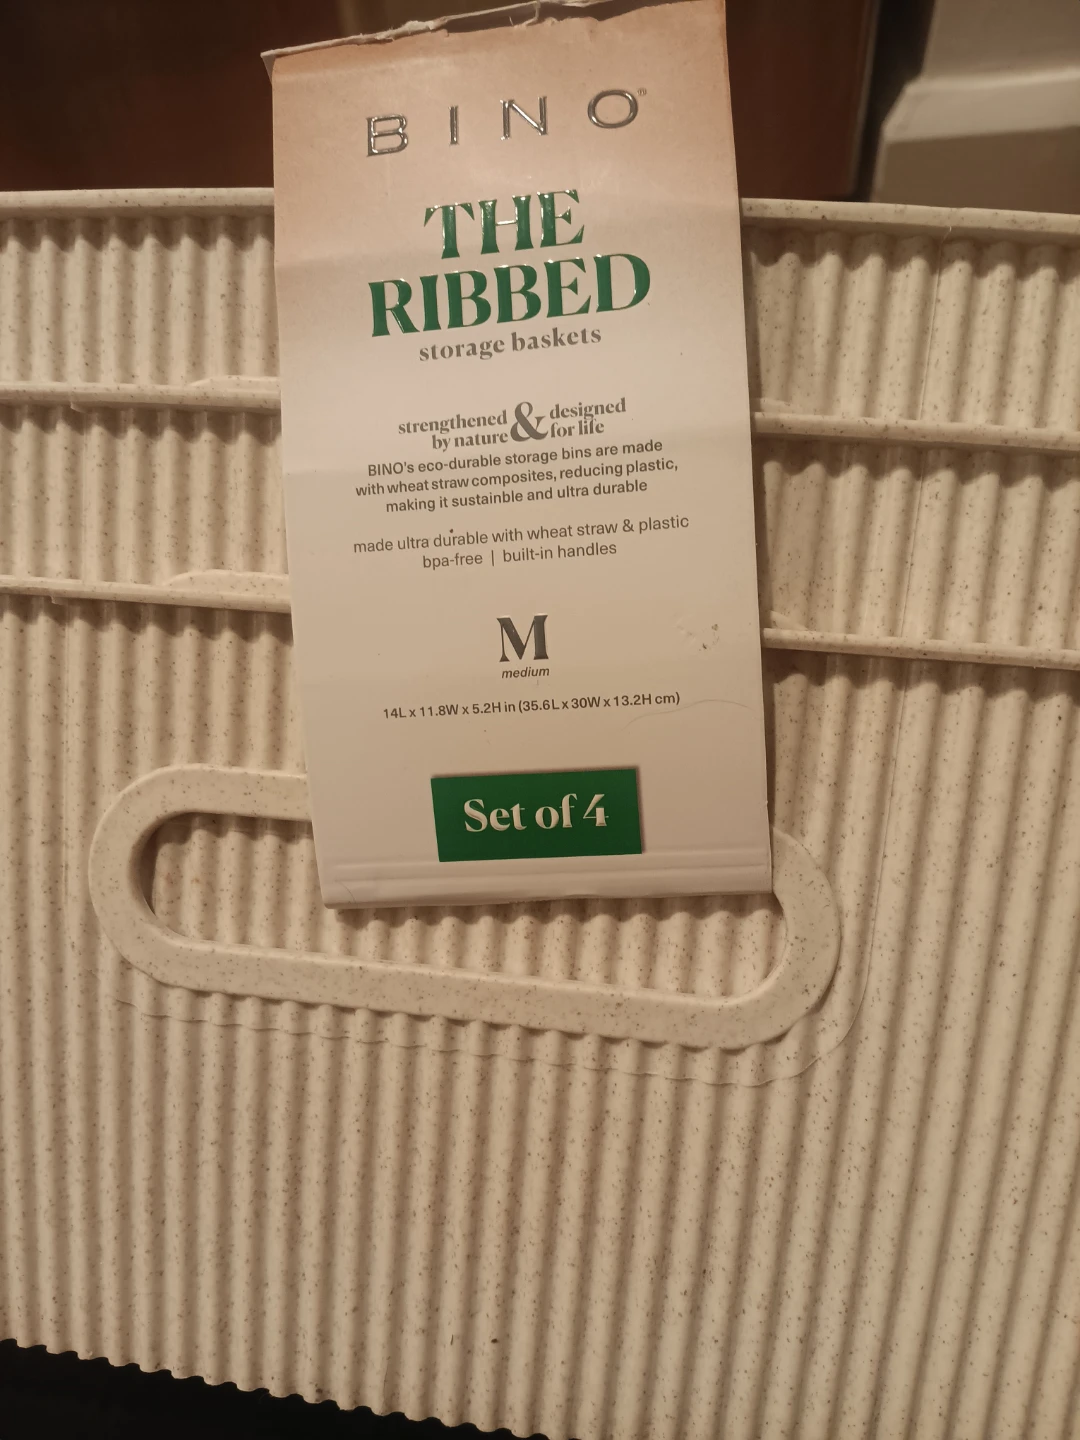 BINO™
THE
RIBBED
storage baskets
strengthened & designed
by nature for life
BINO's eco-durable storage bins are made
with wheat straw composites, reducing plastic,
making it sustainble and ultra durable
made ultra durable with wheat straw & plastic
bpa-free | built-in handles
M
medium
14L x 11.8W x 5.2H in (35.6L x 30W x 13.2H cm)
Set of 4